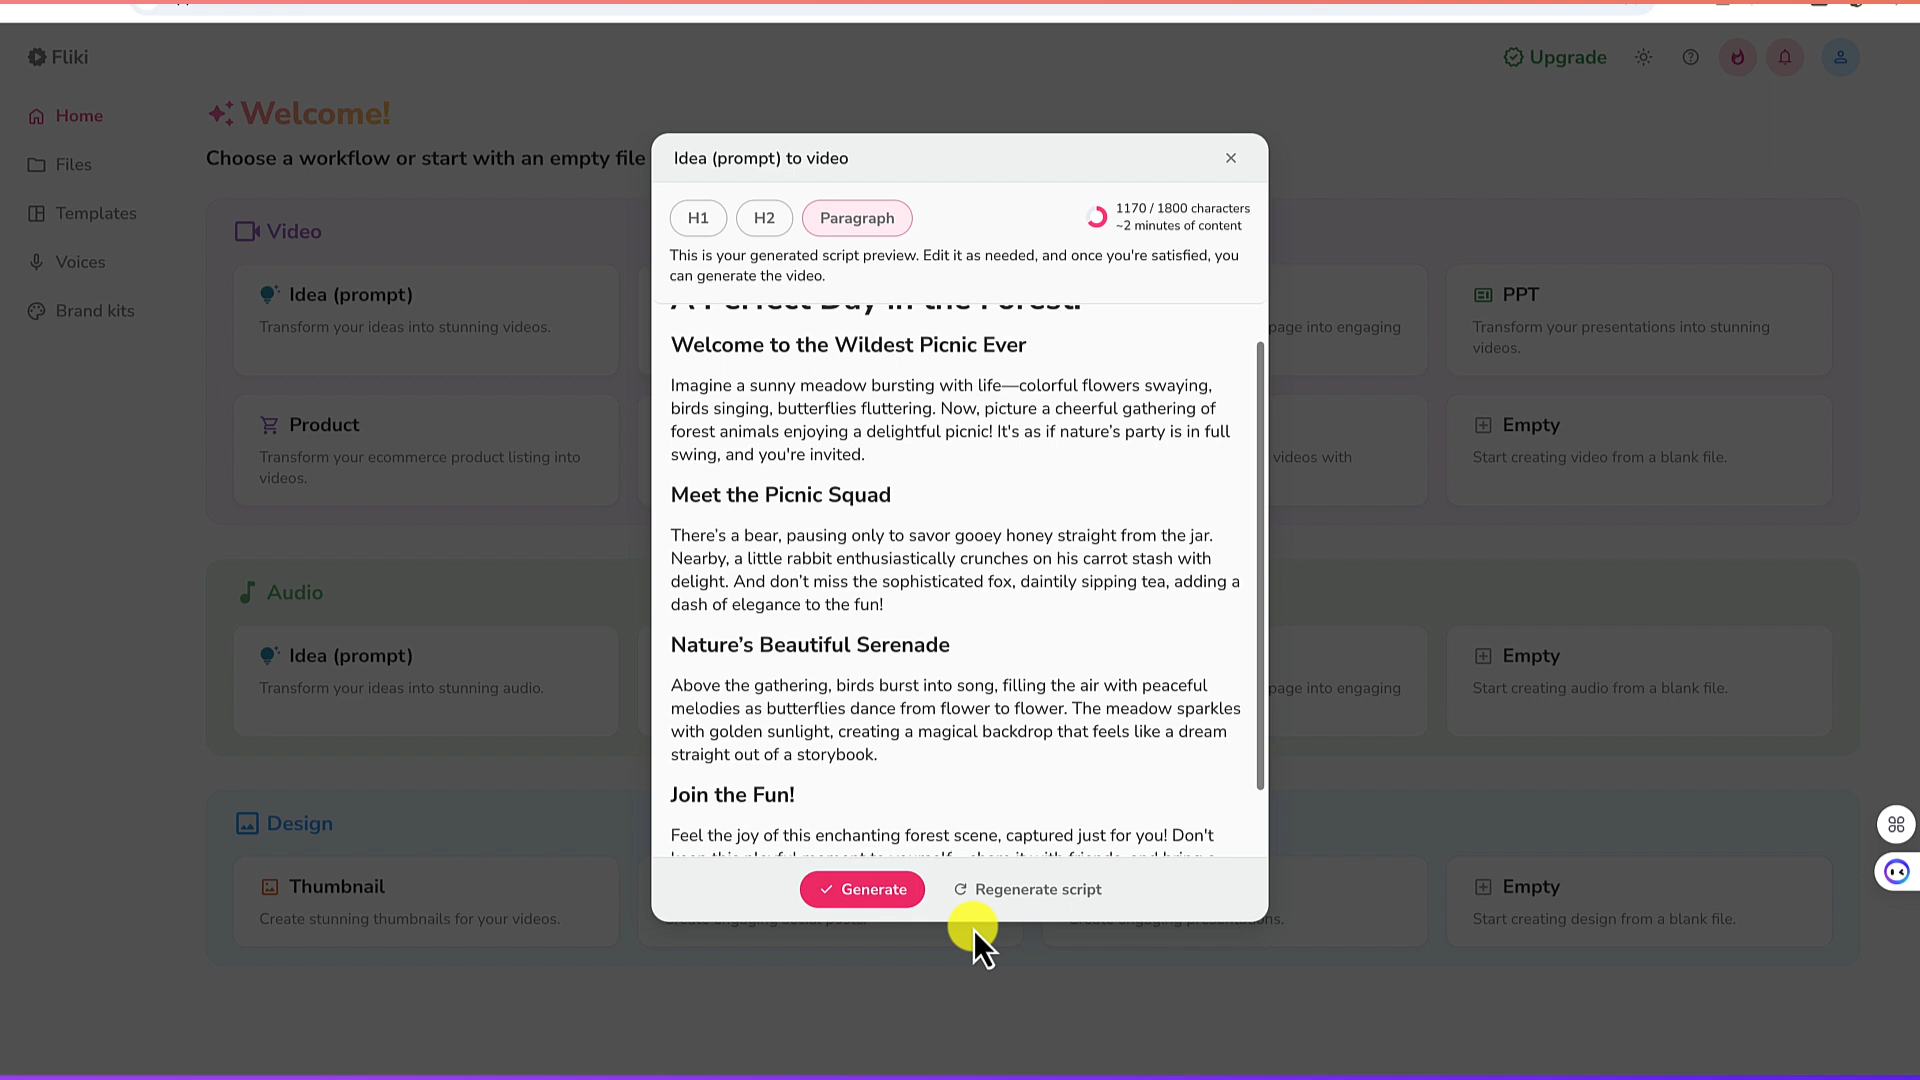 Fliki
Upgrade
Home
Files
Templates
Voices
Brand kits
Welcome!
Choose a workflow or start with an empty file
Video
Idea (prompt)
Transform your ideas into stunning videos.
page into engaging
PPT
Transform your presentations into stunning
videos.
Product
Transform your ecommerce product listing into
videos.
videos with
Empty
Start creating video from a blank file.
Audio
Idea (prompt)
Transform your ideas into stunning audio.
page into engaging
Empty
Start creating audio from a blank file.
Design
Thumbnail
Create stunning thumbnails for your videos.
Empty
Start creating design from a blank file.
Idea (prompt) to video
H1
H2
Paragraph
1170 / 1800 characters
~2 minutes of content
This is your generated script preview. Edit it as needed, and once you're satisfied, you
can generate the video.
A Perfect Day in the Forest!
Welcome to the Wildest Picnic Ever
Imagine a sunny meadow bursting with life—colorful flowers swaying,
birds singing, butterflies fluttering. Now, picture a cheerful gathering of
forest animals enjoying a delightful picnic! It's as if nature’s party is in full
swing, and you're invited.
Meet the Picnic Squad
There’s a bear, pausing only to savor gooey honey straight from the jar.
Nearby, a little rabbit enthusiastically crunches on his carrot stash with
delight. And don’t miss the sophisticated fox, daintily sipping tea, adding a
dash of elegance to the fun!
Nature’s Beautiful Serenade
Above the gathering, birds burst into song, filling the air with peaceful
melodies as butterflies dance from flower to flower. The meadow sparkles
with golden sunlight, creating a magical backdrop that feels like a dream
straight out of a storybook.
Join the Fun!
Feel the joy of this enchanting forest scene, captured just for you! Don't
Generate
Regenerate script